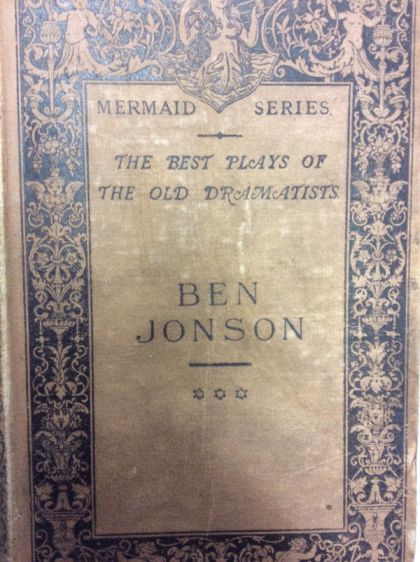 MERMAID SERIES.
THE BEST PLAYS OF
THE OLD DRAMATISTS.
BEN
JONSON